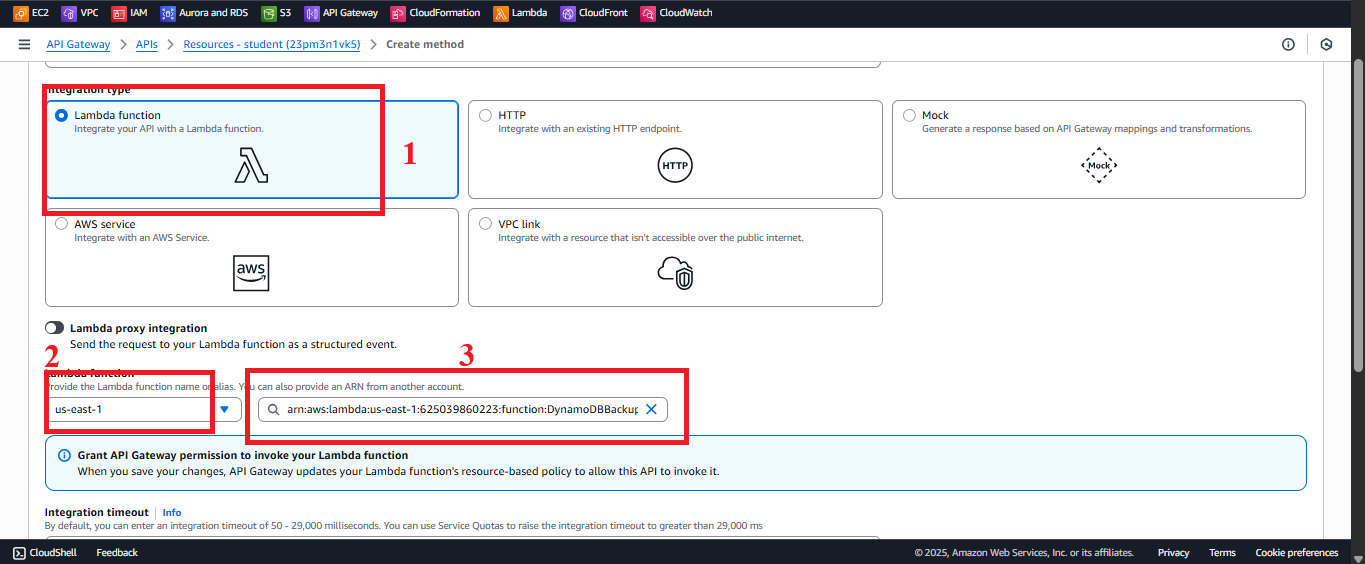 EC2 VPC IAM Aurora and RDS S3 API Gateway CloudFormation Lambda CloudFront CloudWatch
API Gateway > APIs > Resources - student (23pm3n1vk5) > Create method
Integration type
Lambda function
Integrate your API with a Lambda function.
1
HTTP
Integrate with an existing HTTP endpoint.
HTTP
Mock
Generate a response based on API Gateway mappings and transformations.
Mock
AWS service
Integrate with an AWS Service.
aws
VPC link
Integrate with a resource that isn't accessible over the public internet.
Lambda proxy integration
Send the request to your Lambda function as a structured event.
2
3
Lambda function
Provide the Lambda function name or alias. You can also provide an ARN from another account.
us-east-1
arn:aws:lambda:us-east-1:625039860223:function:DynamoDBBackup
Grant API Gateway permission to invoke your Lambda function
When you save your changes, API Gateway updates your Lambda function's resource-based policy to allow this API to invoke it.
Integration timeout Info
By default, you can enter an integration timeout of 50 - 29,000 milliseconds. You can use Service Quotas to raise the integration timeout to greater than 29,000 ms
CloudShell Feedback © 2025, Amazon Web Services, Inc. or its affiliates. Privacy Terms Cookie preferences